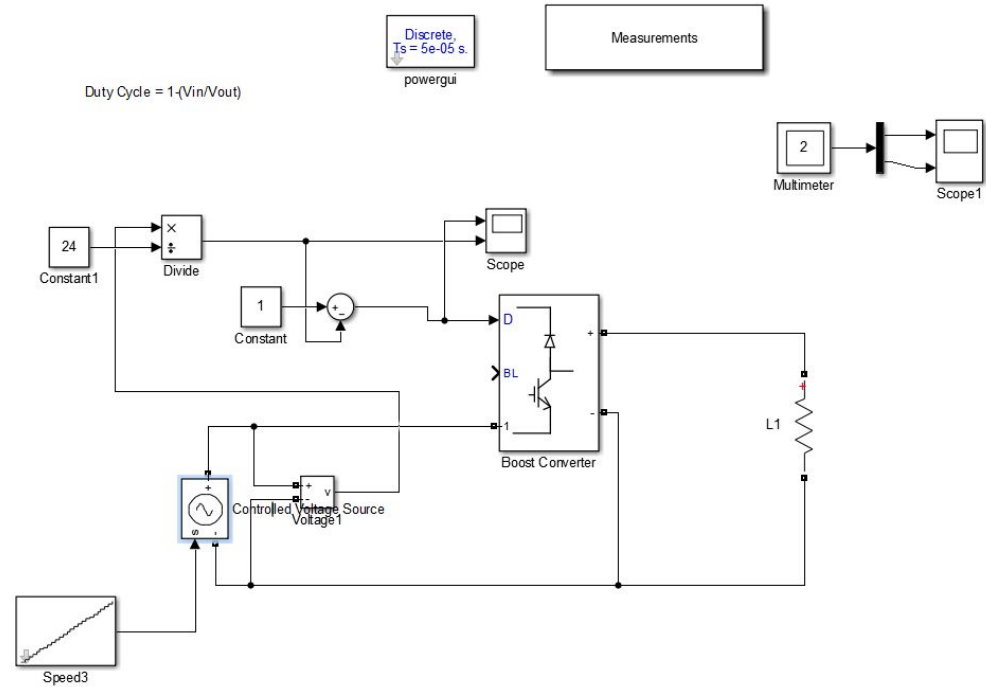 Discrete,
Ts = 5e-05 s.
powergui
Measurements
Duty Cycle = 1-(Vin/Vout)
2
Multimeter
Scope1
24
Constant1
×
÷
Divide
Scope
1
Constant
+
-
D
BL
1
+
-
Boost Converter
+
L1
+
s
-
+
-
v
Controlled Voltage Source
Voltage1
Speed3